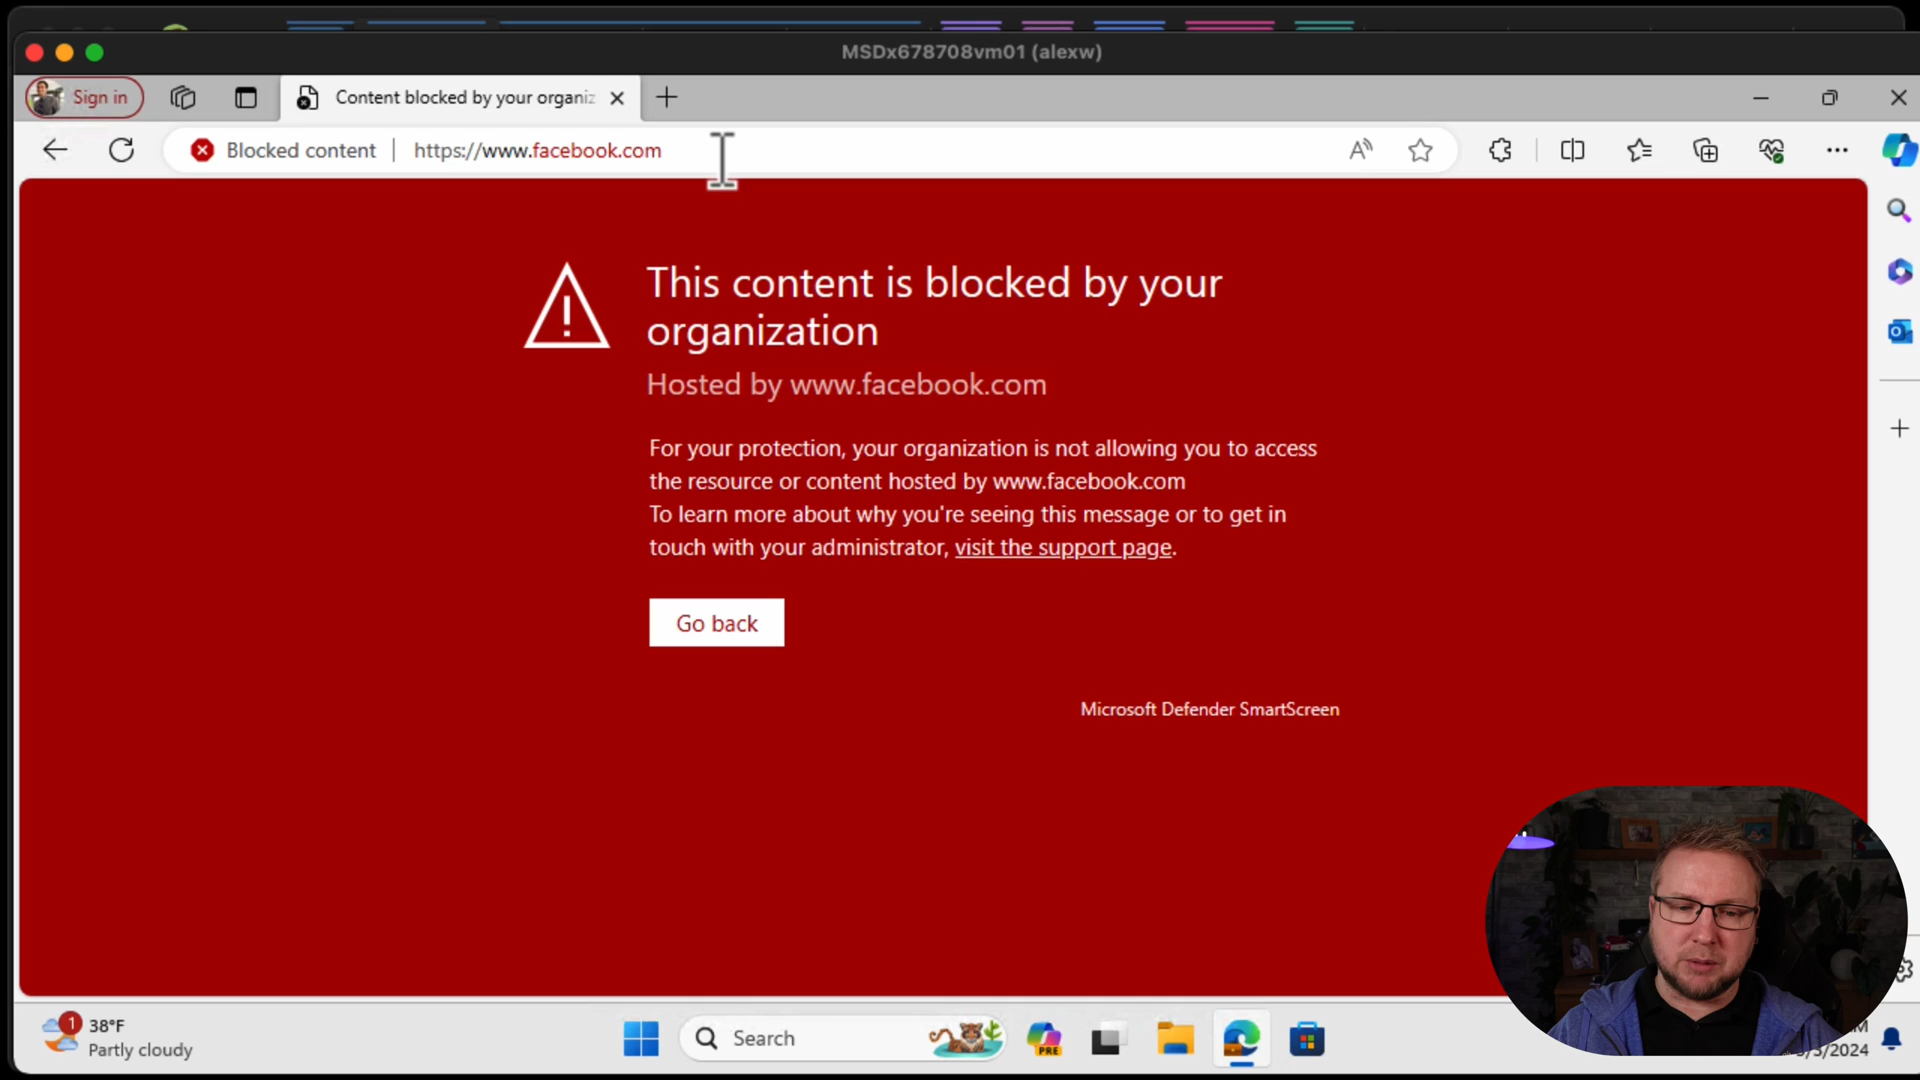 MSDx678708vm01 (alexw)
Sign in
Content blocked by your organiz
Blocked content
https://www.facebook.com
This content is blocked by your
organization
Hosted by www.facebook.com
For your protection, your organization is not allowing you to access
the resource or content hosted by www.facebook.com
To learn more about why you're seeing this message or to get in
touch with your administrator, visit the support page.
Go back
Microsoft Defender SmartScreen
1
38°F
Partly cloudy
Search
PRE
/2024